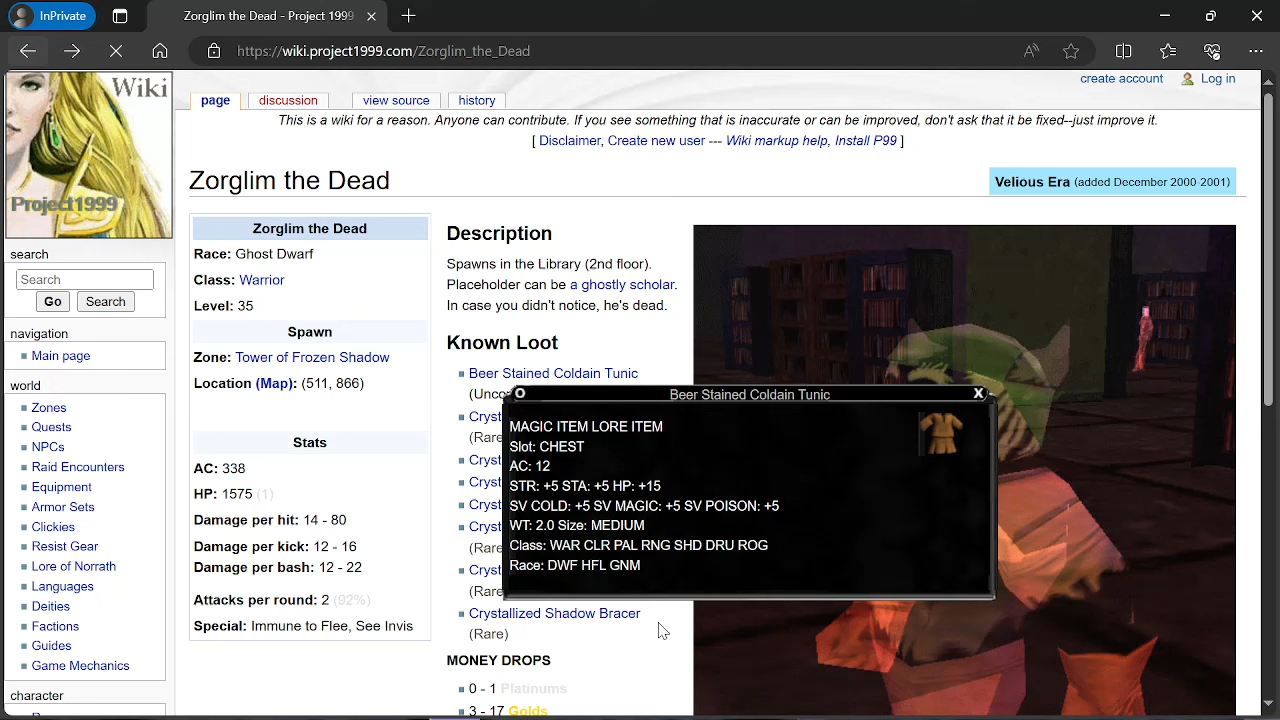 InPrivate
Zorglim the Dead - Project 1999
https://wiki.project1999.com/Zorglim_the_Dead
Wiki
Project1999
create account
Log in
page
discussion
view source
history
This is a wiki for a reason. Anyone can contribute. If you see something that is inaccurate or can be improved, don't ask that it be fixed--just improve it.
[ Disclaimer, Create new user --- Wiki markup help, Install P99 ]
Zorglim the Dead
Velious Era (added December 2000-2001)
search
Search
Go
Search
navigation
Main page
world
Zones
Quests
NPCs
Raid Encounters
Equipment
Armor Sets
Clickies
Resist Gear
Lore of Norrath
Languages
Deities
Factions
Guides
Game Mechanics
character
Zorglim the Dead
Race: Ghost Dwarf
Class: Warrior
Level: 35
Spawn
Zone: Tower of Frozen Shadow
Location (Map): (511, 866)
Stats
AC: 338
HP: 1575 (1)
Damage per hit: 14 - 80
Damage per kick: 12 - 16
Damage per bash: 12 - 22
Attacks per round: 2 (92%)
Special: Immune to Flee, See Invis
Description
Spawns in the Library (2nd floor).
Placeholder can be a ghostly scholar.
In case you didn't notice, he's dead.
Known Loot
Beer Stained Coldain Tunic
(Unco
Cryst
(Rare
Cryst
Cryst
Cryst
Cryst
(Rare
Cryst
(Rare
Crystallized Shadow Bracer
(Rare)
MONEY DROPS
0 - 1 Platinums
3 - 17 Golds
Beer Stained Coldain Tunic
MAGIC ITEM LORE ITEM
Slot: CHEST
AC: 12
STR: +5 STA: +5 HP: +15
SV COLD: +5 SV MAGIC: +5 SV POISON: +5
WT: 2.0 Size: MEDIUM
Class: WAR CLR PAL RNG SHD DRU ROG
Race: DWF HFL GNM